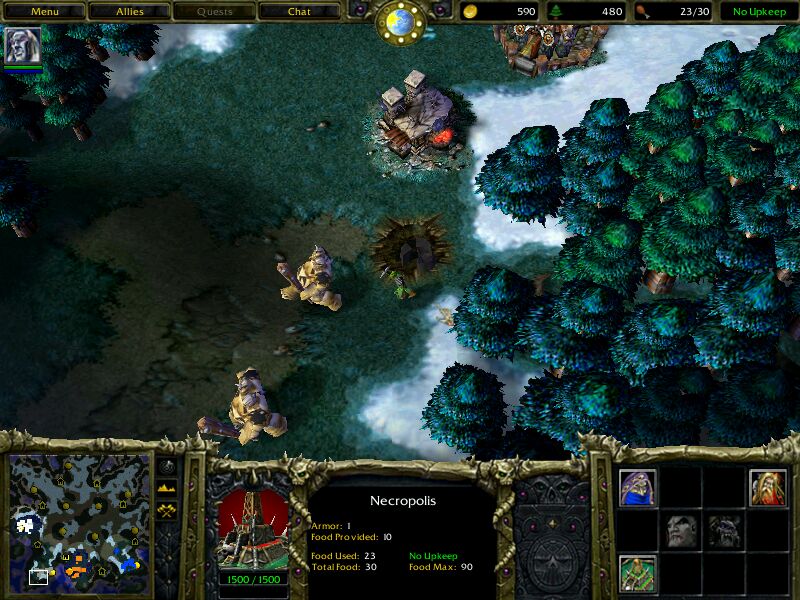 Menu Allies Quests Chat 590 480 23/30 No Upkeep
Necropolis
Armor: 1
Food Provided: 10
Food Used: 23 No Upkeep
Total Food: 30 Food Max: 90
1500 / 1500